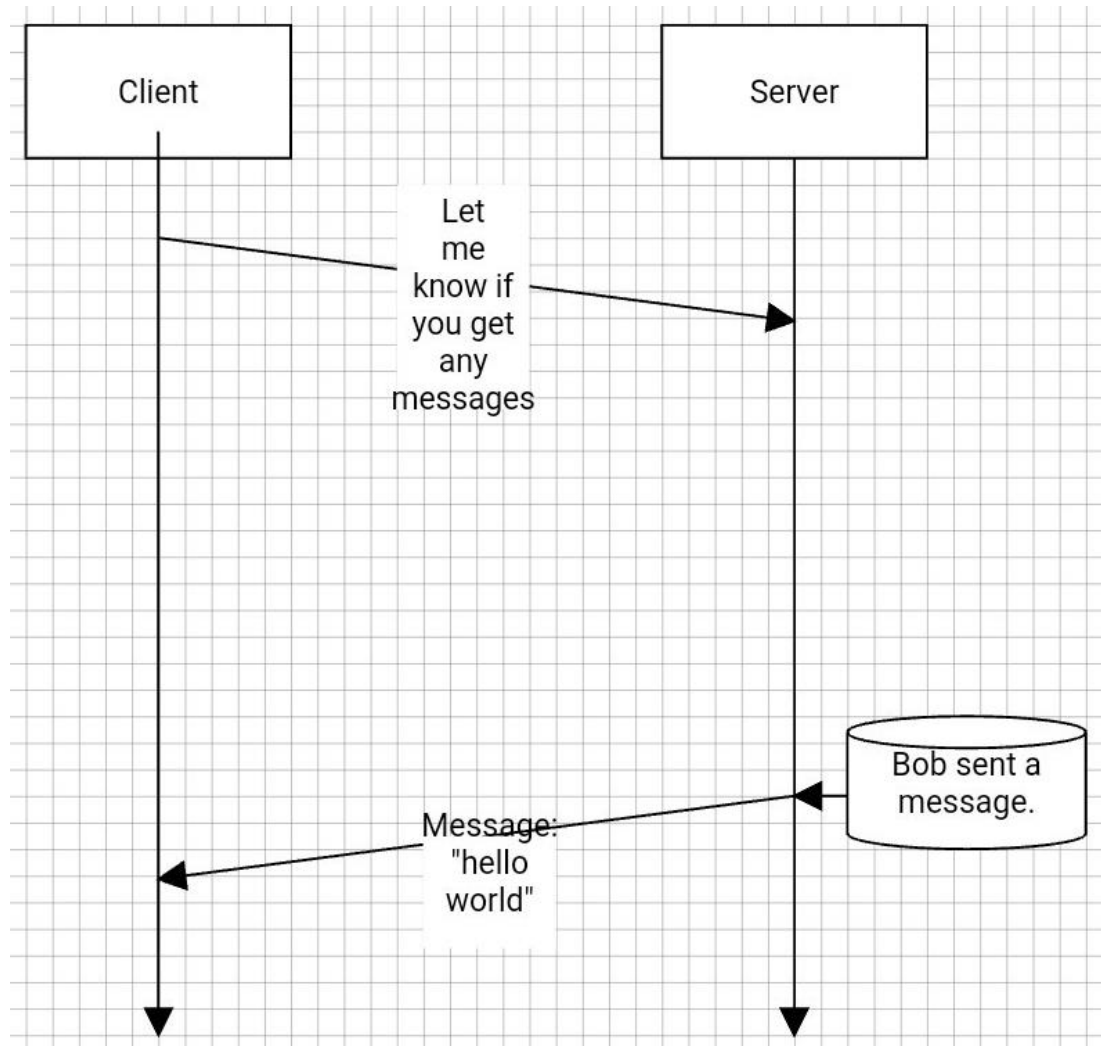 Client
Server
Let
me
know if
you get
any
messages
Bob sent a
message.
Message:
"hello
world"